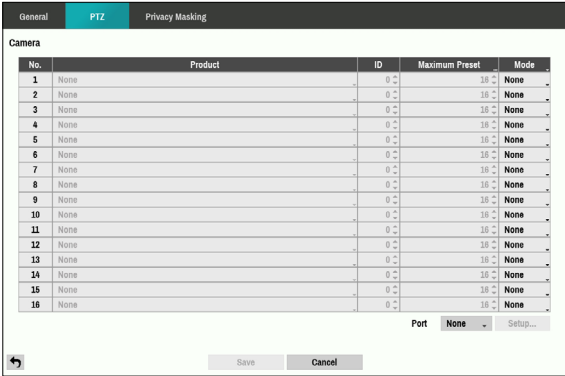 General PTZ Privacy Masking
Camera
No. Product ID Maximum Preset Mode
1 None 0 16 None
2 None 0 16 None
3 None 0 16 None
4 None 0 16 None
5 None 0 16 None
6 None 0 16 None
7 None 0 16 None
8 None 0 16 None
9 None 0 16 None
10 None 0 16 None
11 None 0 16 None
12 None 0 16 None
13 None 0 16 None
14 None 0 16 None
15 None 0 16 None
16 None 0 16 None
Port None Setup...
Save Cancel